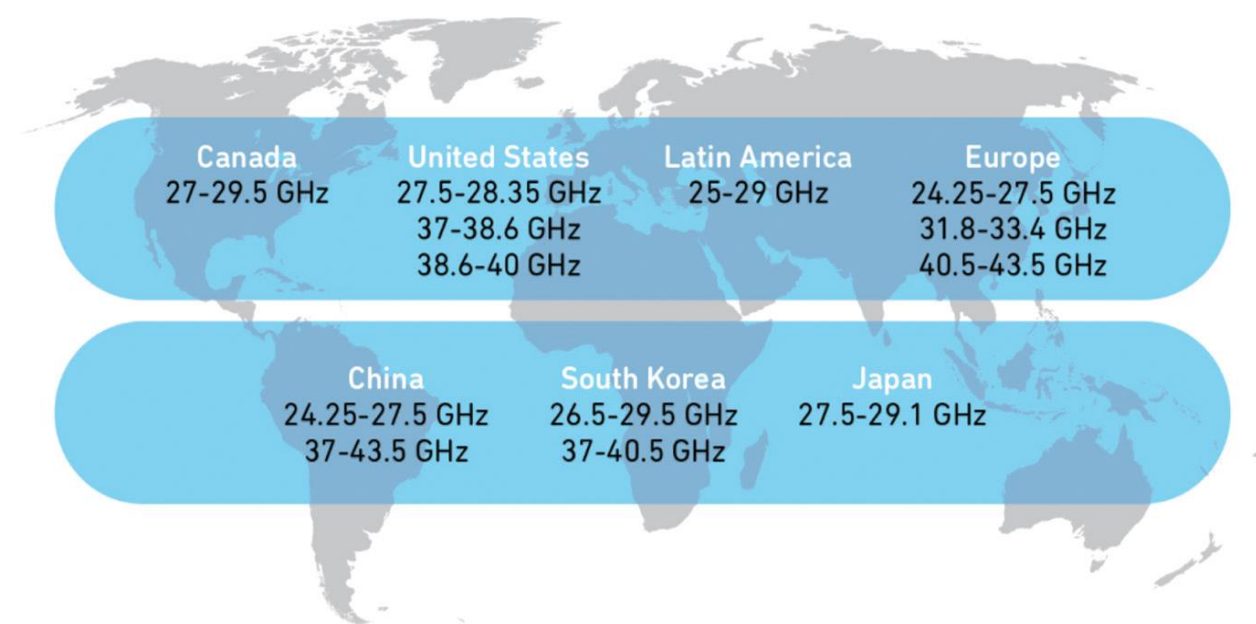 Canada
27-29.5 GHz
United States
27.5-28.35 GHz
37-38.6 GHz
38.6-40 GHz
Latin America
25-29 GHz
Europe
24.25-27.5 GHz
31.8-33.4 GHz
40.5-43.5 GHz
China
24.25-27.5 GHz
37-43.5 GHz
South Korea
26.5-29.5 GHz
37-40.5 GHz
Japan
27.5-29.1 GHz